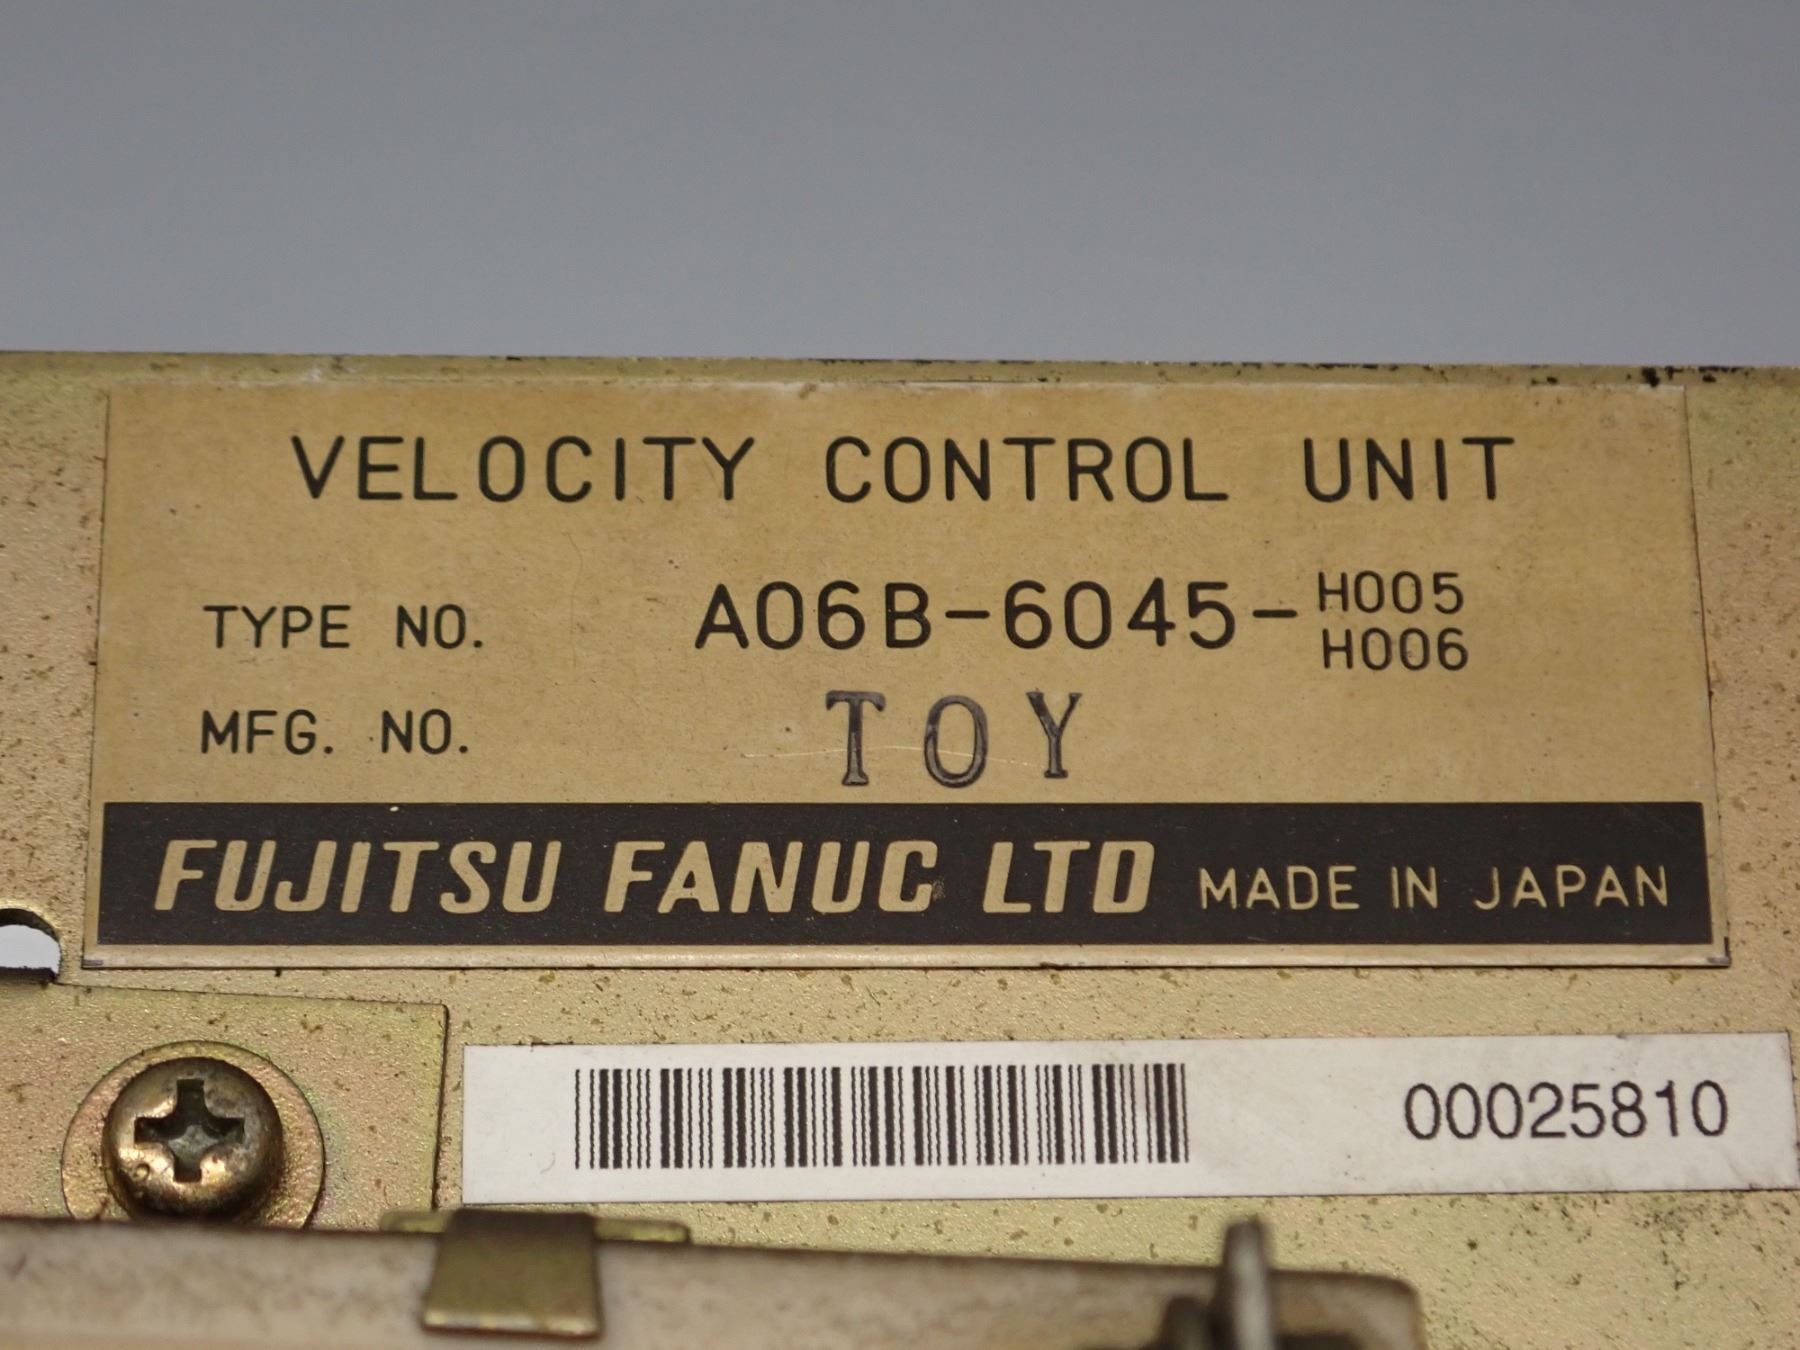 VELOCITY CONTROL UNIT
TYPE NO. A06B-6045-H005
H006
MFG. NO. TOY
FUJITSU FANUC LTD MADE IN JAPAN
00025810